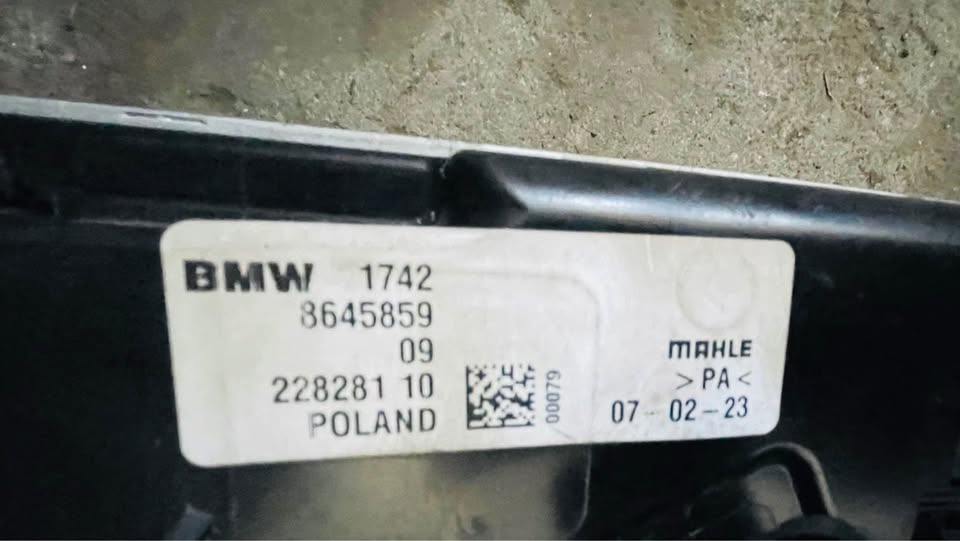 BMW 1742
8645859
09
228281 10
POLAND
00079
MAHLE
>PA<
07-02-23